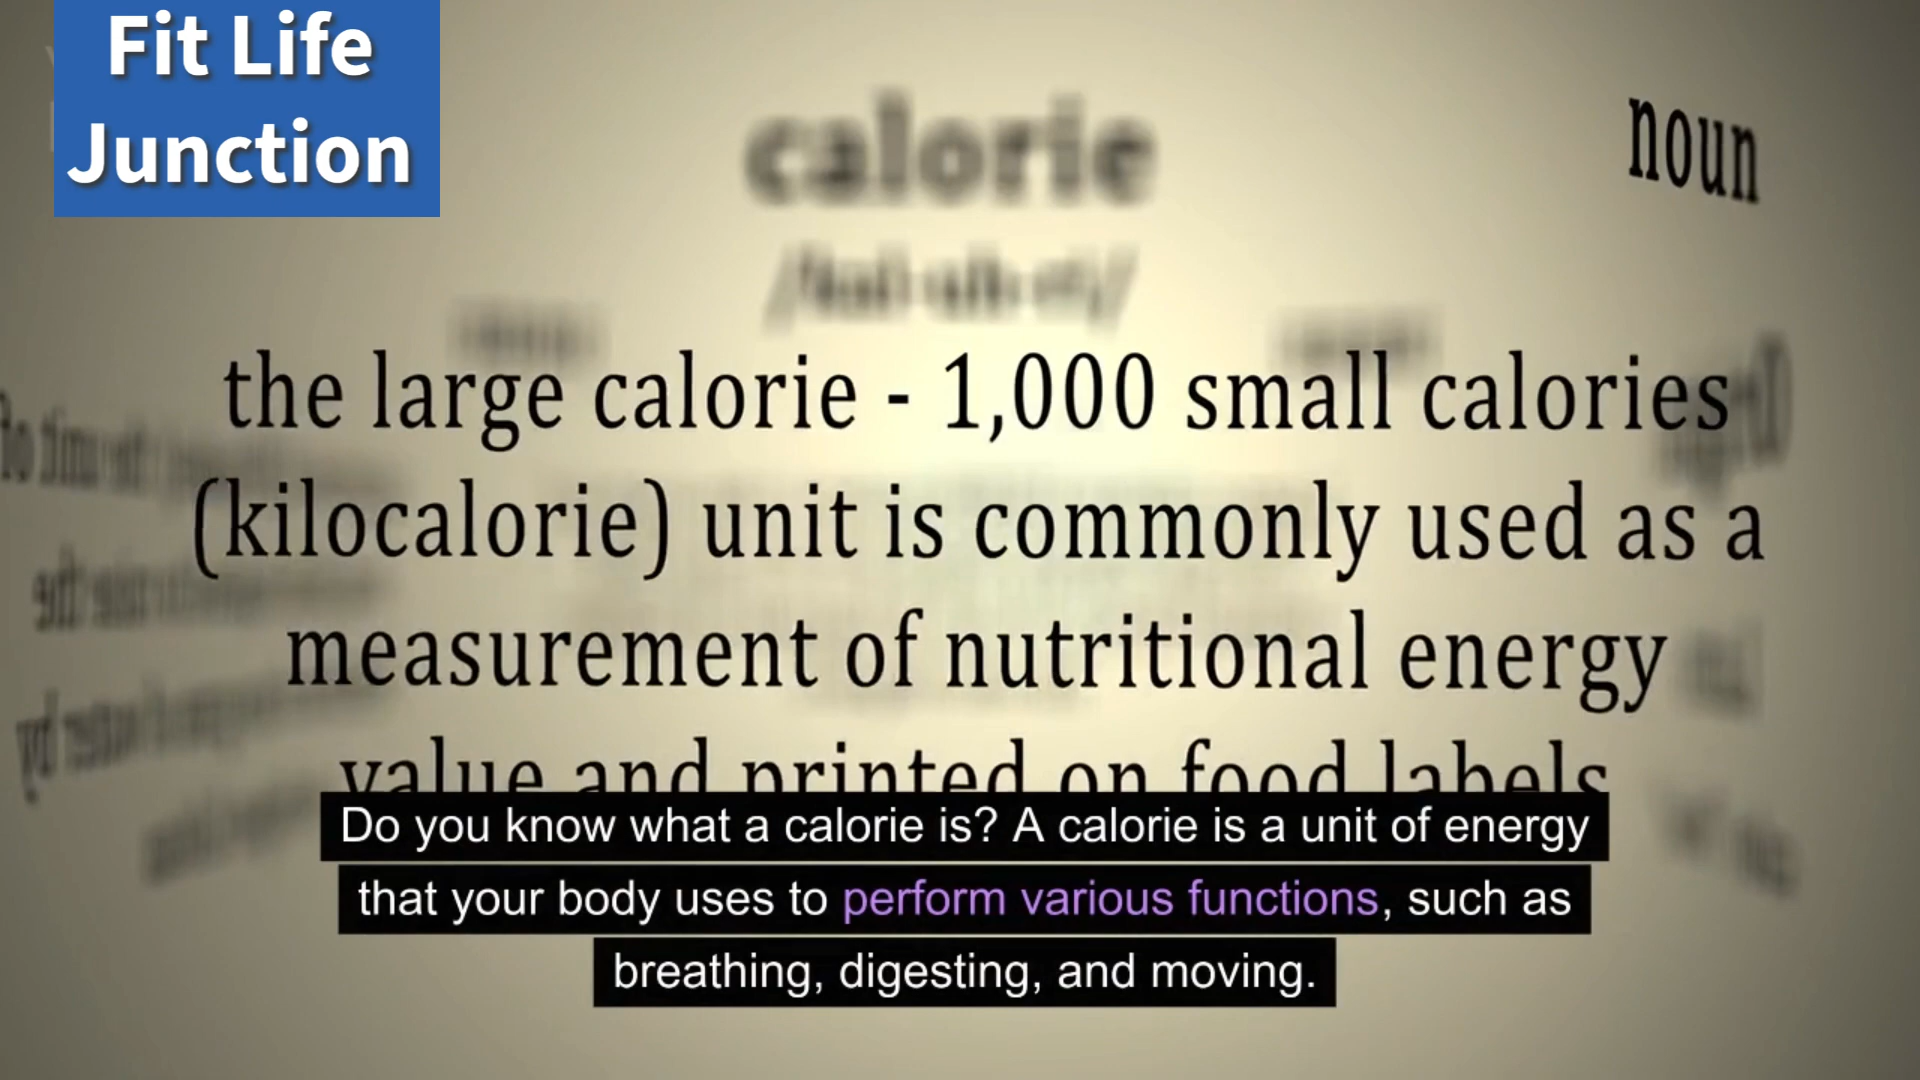 Fit Life
Junction
calorie
noun
the large calorie - 1,000 small calories
(kilocalorie) unit is commonly used as a
measurement of nutritional energy
value and printed on food labels
Do you know what a calorie is? A calorie is a unit of energy
that your body uses to perform various functions, such as
breathing, digesting, and moving.